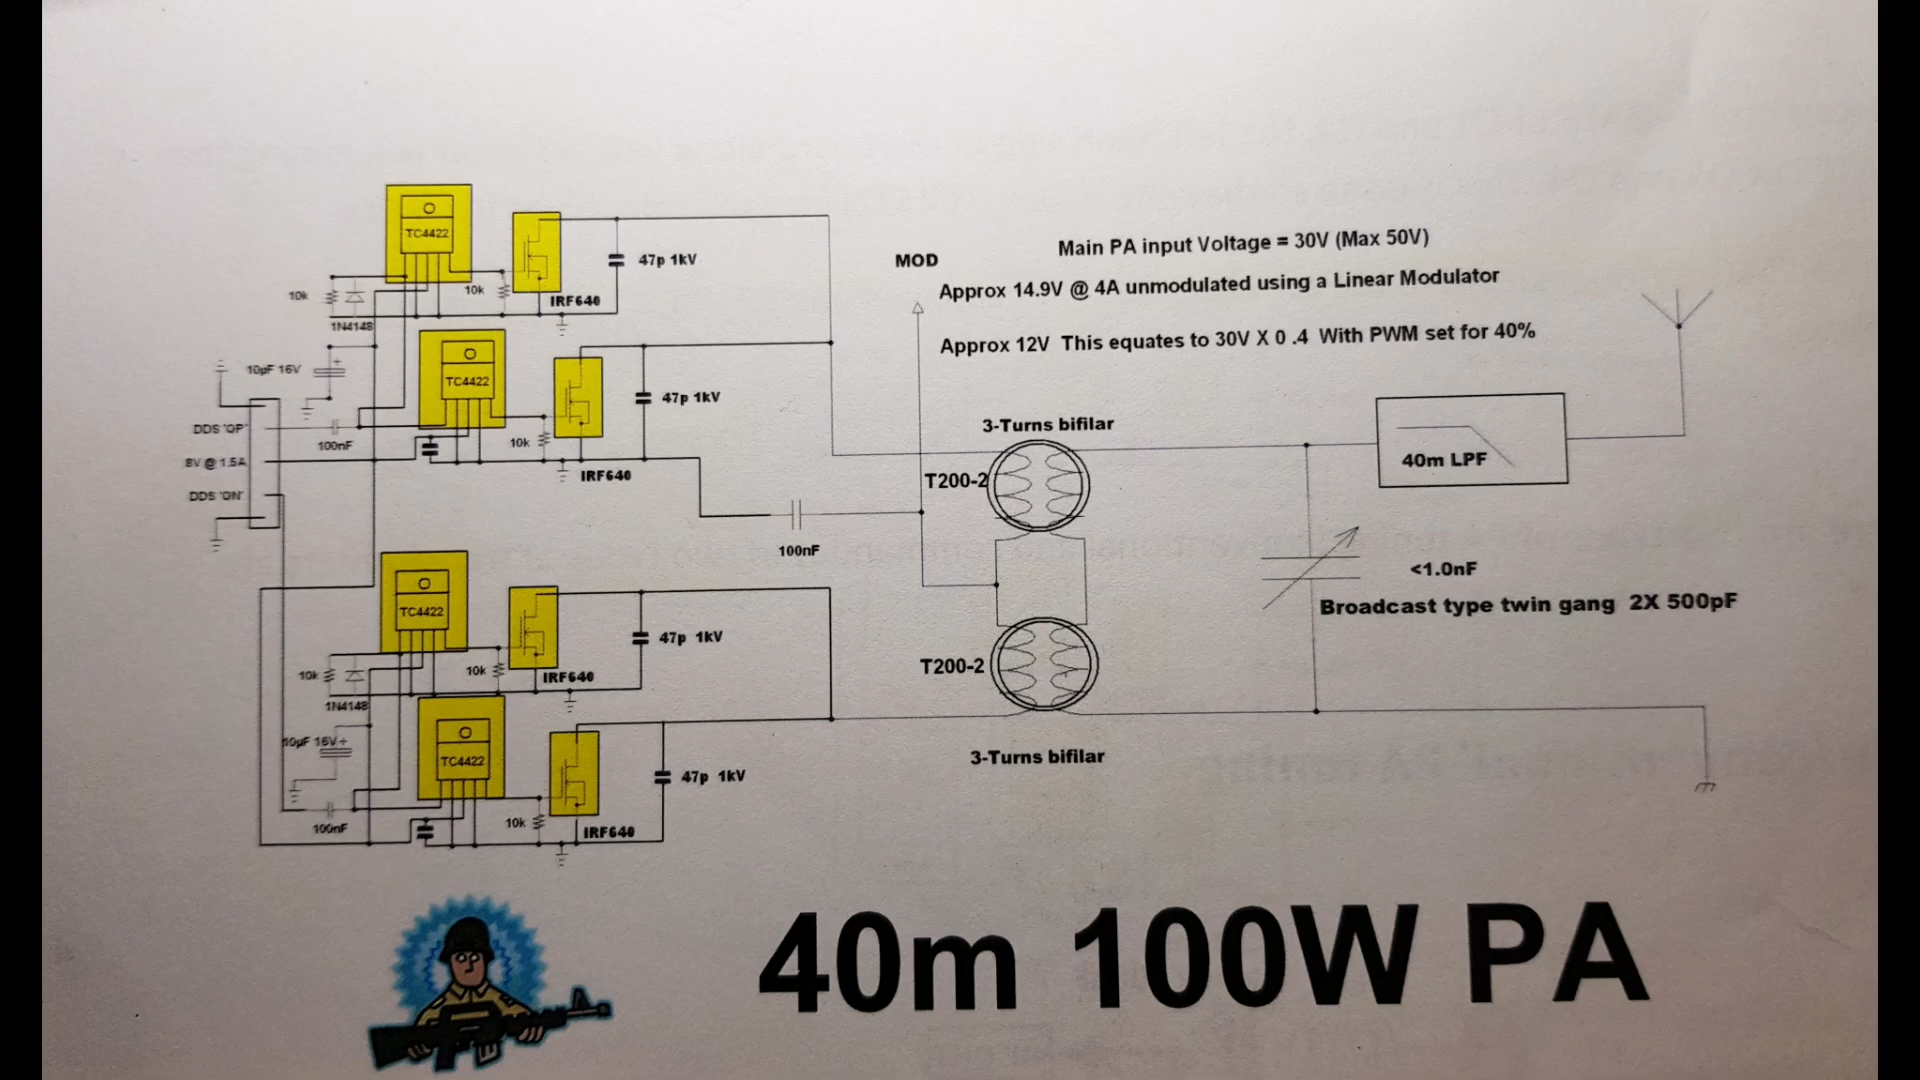 TC4422
10k
10k
1N4148
IRF640
47p 1kV
10µF 16V
TC4422
10k
IRF640
47p 1kV
DDS 'OP'
100nF
8V @ 1.5A
DDS 'ON'
100nF
MOD
Main PA input Voltage = 30V (Max 50V)
Approx 14.9V @ 4A unmodulated using a Linear Modulator
Approx 12V This equates to 30V X 0 .4 With PWM set for 40%
3-Turns bifilar
T200-2
40m LPF
<1.0nF
Broadcast type twin gang 2X 500pF
T200-2
3-Turns bifilar
TC4422
10k
10k
1N4148
IRF640
47p 1kV
10µF 16V+
TC4422
100nF
10k
IRF640
47p 1kV
40m 100W PA